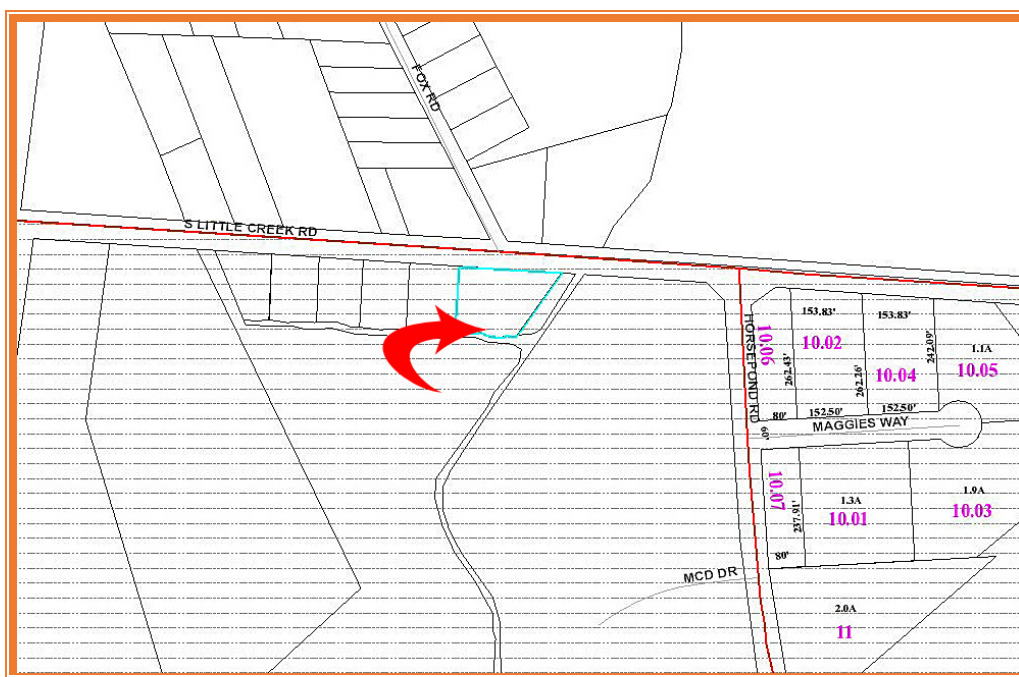 FOX RD
S LITTLE CREEK RD
HORSEPOND RD
10.06
153.83'
10.02
262.43'
153.83'
262.26'
10.04
242.09'
1.1A
10.05
80'
152.50'
152.50'
60'
MAGGIES WAY
10.07
237.91'
1.3A
10.01
1.9A
10.03
80'
MCD DR
2.0A
11